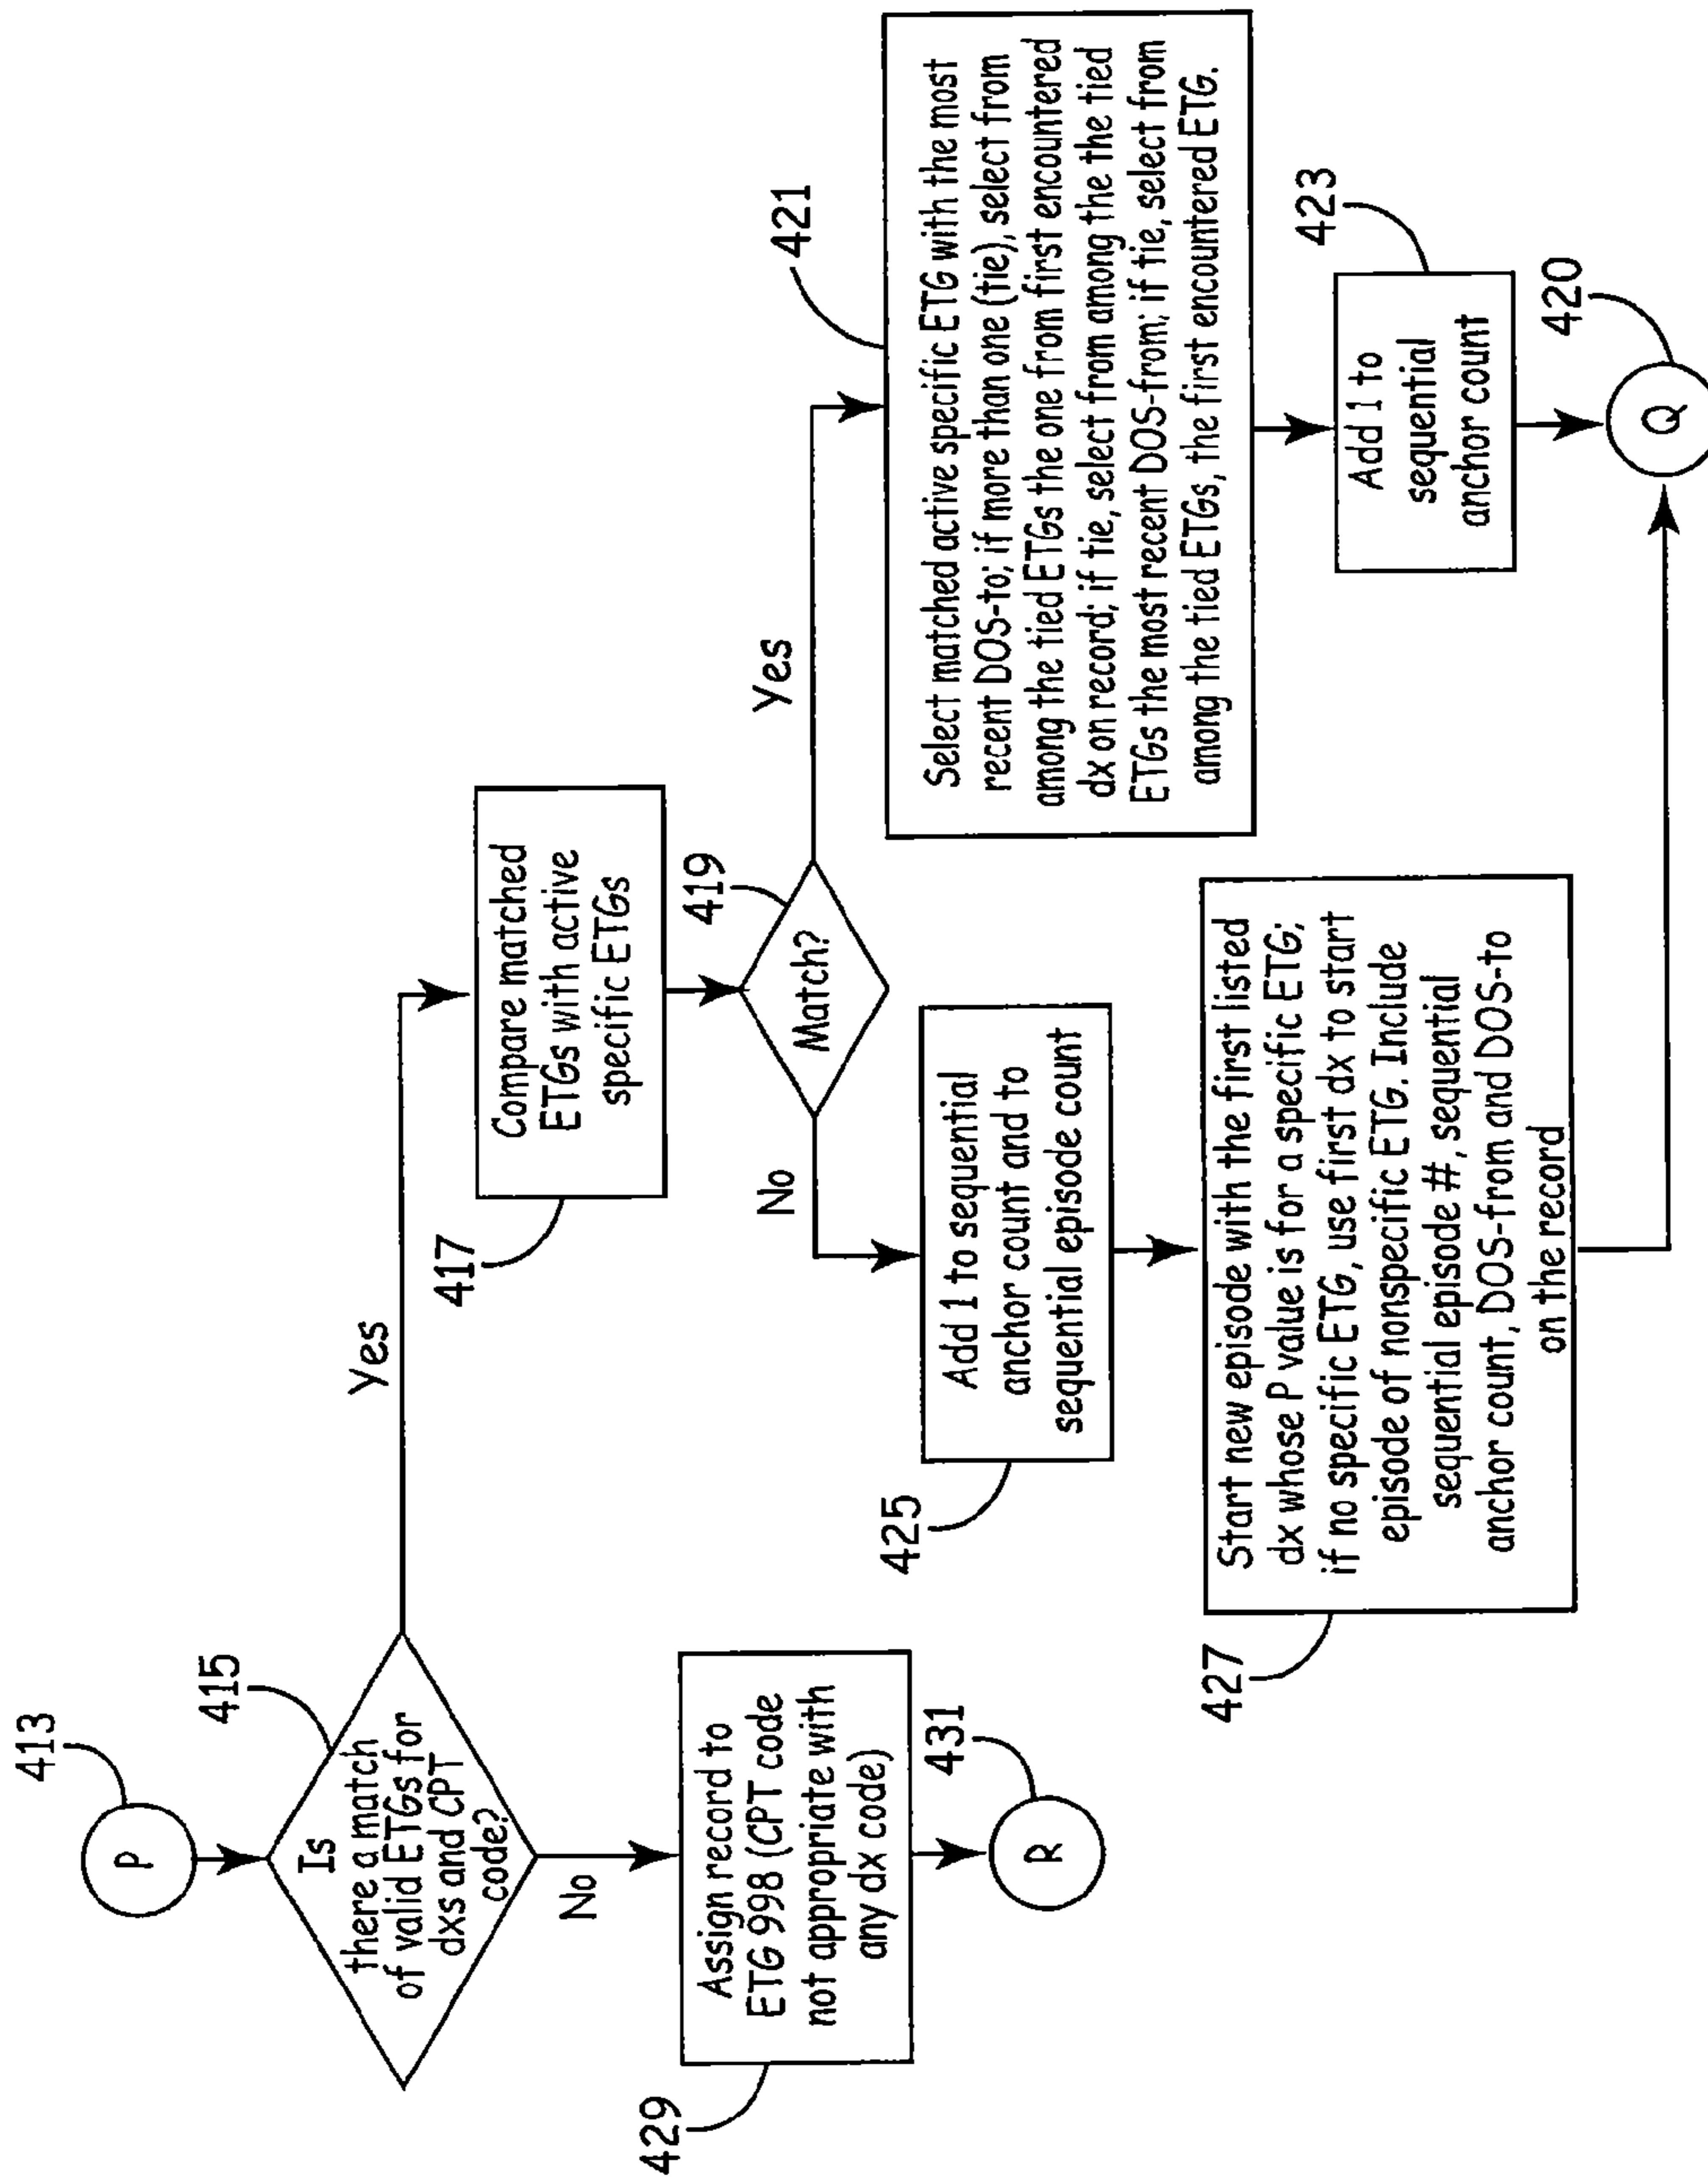 413
P
415
Is
there a match
of valid ETGs for
dxs and CPT
code?
Yes
No
417
Compare matched
ETGs with active
specific ETGs
419
Match?
Yes
No
421
Select matched active specific ETG with the most
recent DOS-to; if more than one (tie), select from
among the tied ETGs the one from first encountered
dx on record; if tie, select from among the the tied
ETGs the most recent DOS-from; if tie, select from
among the tied ETGs, the first encountered ETG.
423
Add 1 to
sequential
anchor count
420
Q
425
Add 1 to sequential
anchor count and to
sequential episode count
427
Start new episode with the first listed
dx whose P value is for a specific ETG;
if no specific ETG, use first dx to start
episode of nonspecific ETG. Include
sequential episode #, sequential
anchor count, DOS-from and DOS-to
on the record
429
Assign record to
ETG 998 (CPT code
not appropriate with
any dx code)
431
R